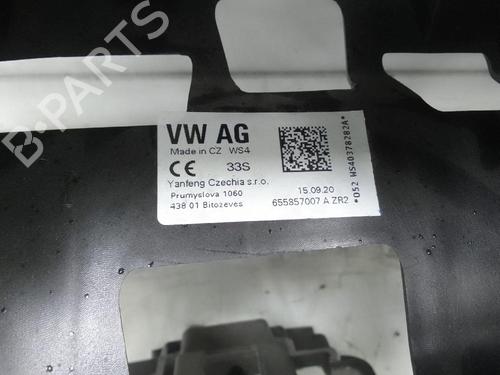 B-PARTS
VW AG
Made in CZ WS4
CE 33S
Yanfeng Czechia s.r.o.
Prumyslova 1060
438 01 Bitozeves
15.09.20
655857007 A ZR2
*052 WS40378282A*